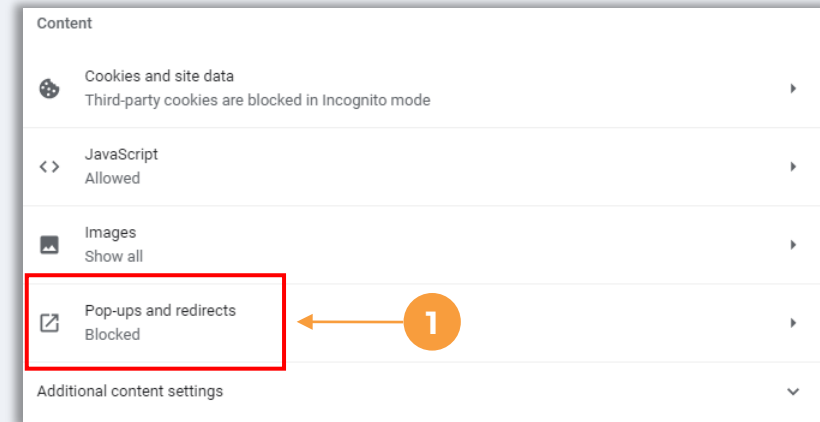 Content
Cookies and site data
Third-party cookies are blocked in Incognito mode
JavaScript
Allowed
Images
Show all
Pop-ups and redirects
Blocked
1
Additional content settings